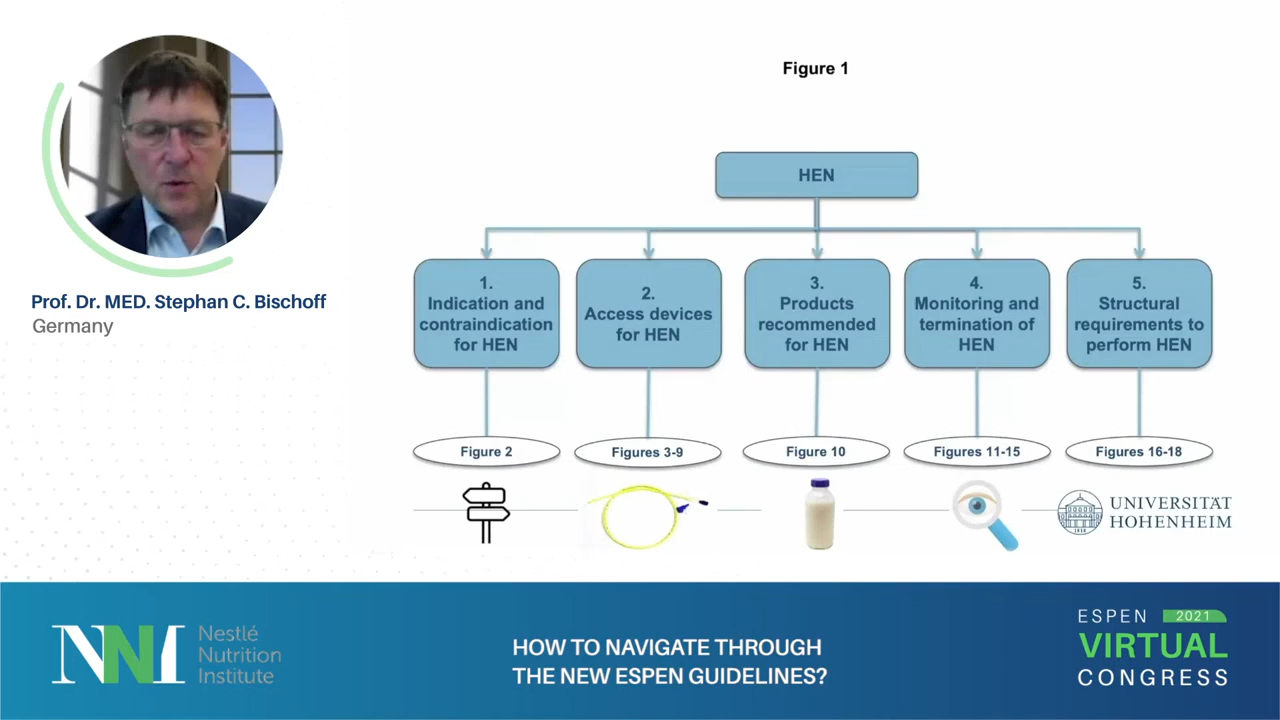 Figure 1
HEN
1.
Indication and
contraindication
for HEN
2.
Access devices
for HEN
3.
Products
recommended
for HEN
4.
Monitoring and
termination of
HEN
5.
Structural
requirements to
perform HEN
Figure 2
Figures 3-9
Figure 10
Figures 11-15
Figures 16-18
UNIVERSITÄT
HOHENHEIM
Prof. Dr. MED. Stephan C. Bischoff
Germany
NNI
Nestlé
Nutrition
Institute
HOW TO NAVIGATE THROUGH
THE NEW ESPEN GUIDELINES?
ESPEN 2021
VIRTUAL
CONGRESS